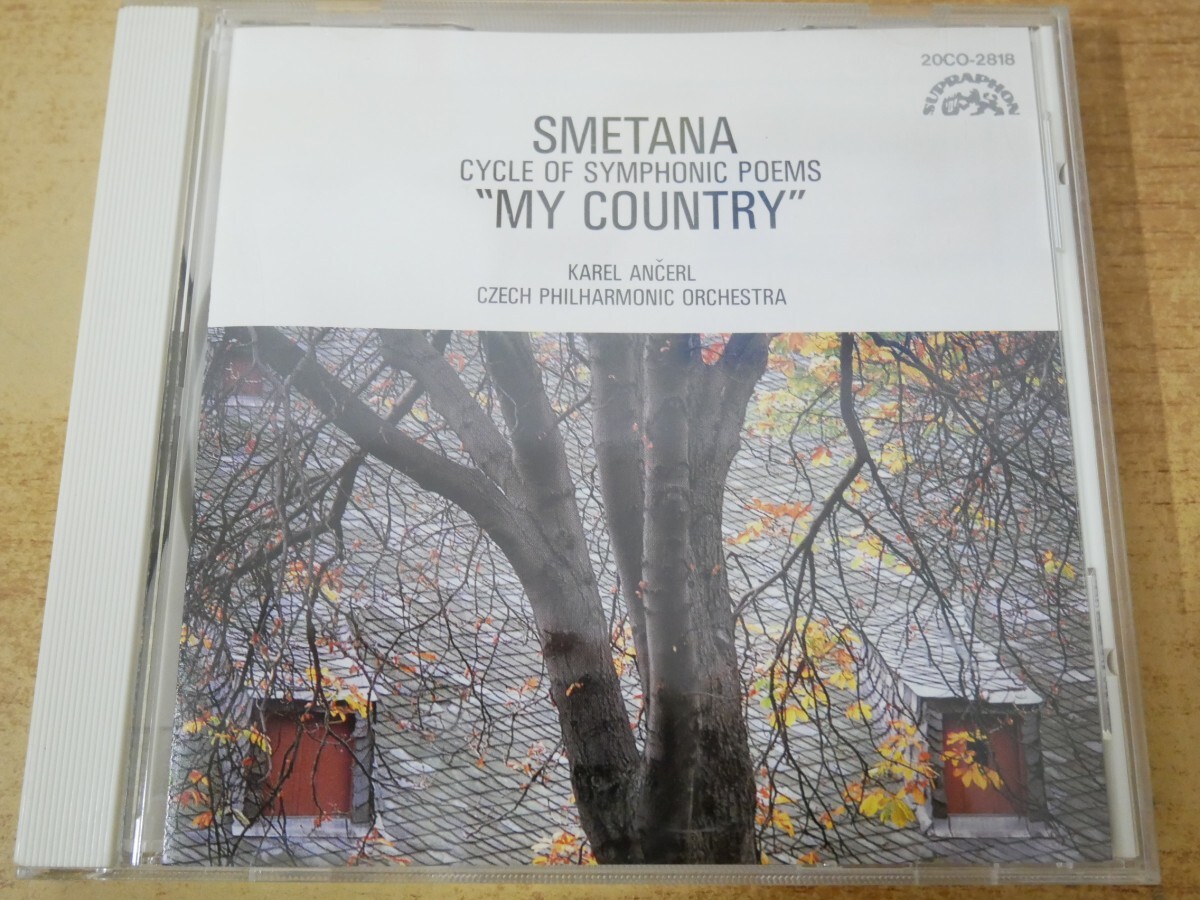 20CO-2818
SUPRAPHON
SMETANA
CYCLE OF SYMPHONIC POEMS
"MY COUNTRY"
KAREL ANČERL
CZECH PHILHARMONIC ORCHESTRA